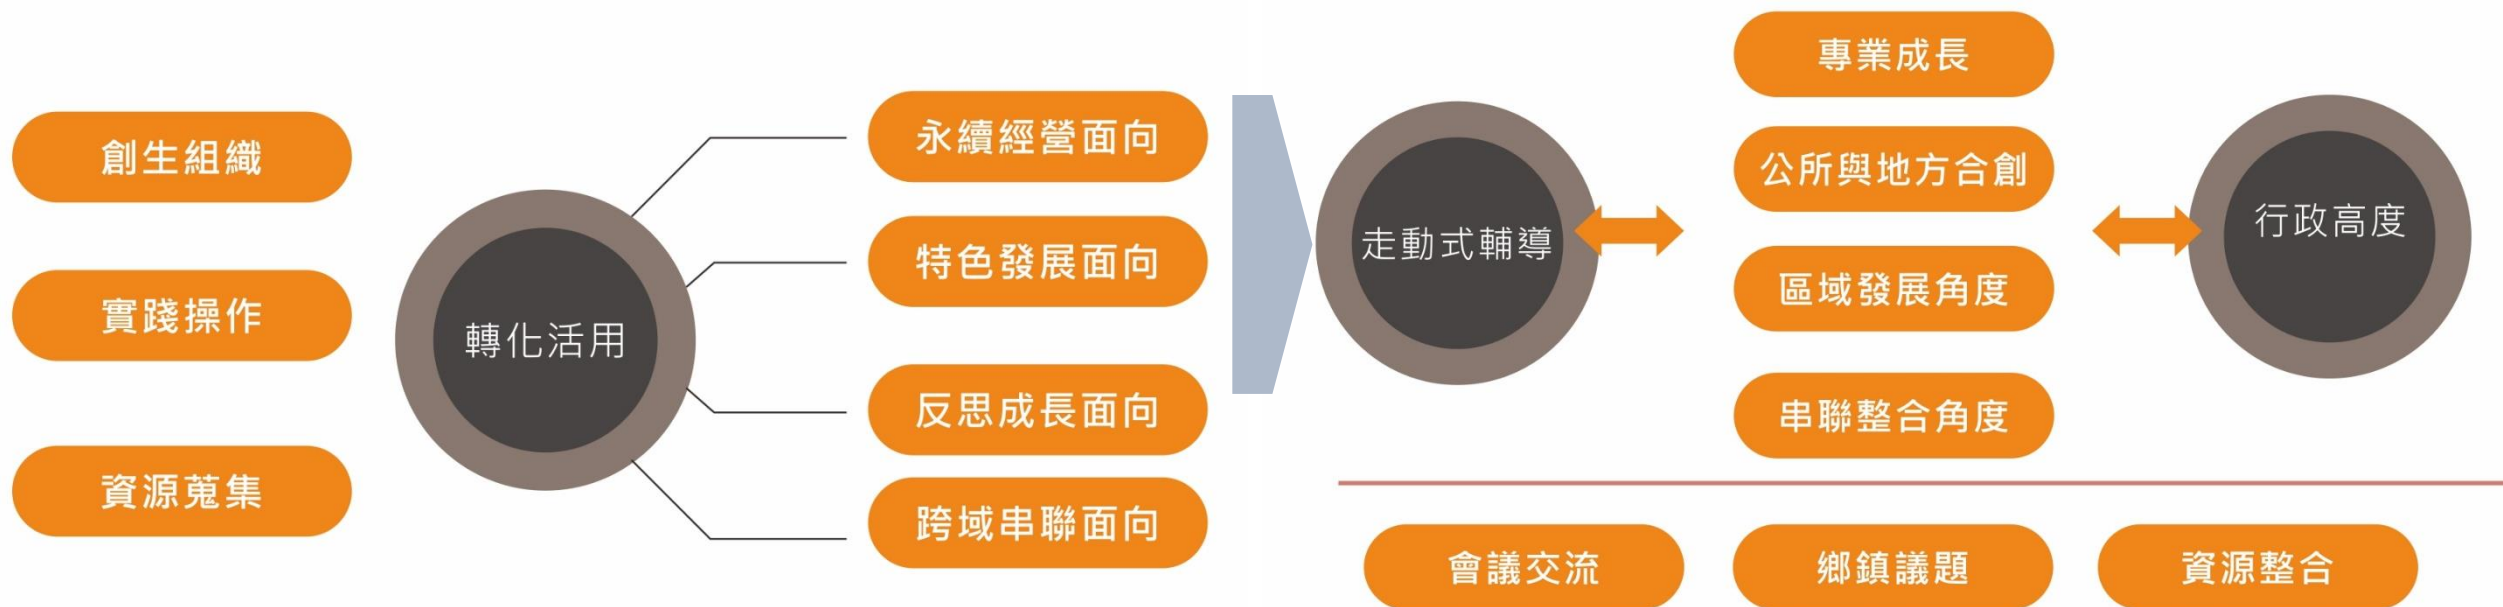 創生組織
實踐操作
資源蒐集
轉化活用
永續經營面向
特色發展面向
反思成長面向
跨域串聯面向
走動式輔導
專業成長
公所與地方合創
區域發展角度
串聯整合角度
行政高度
會議交流
鄉鎮議題
資源整合